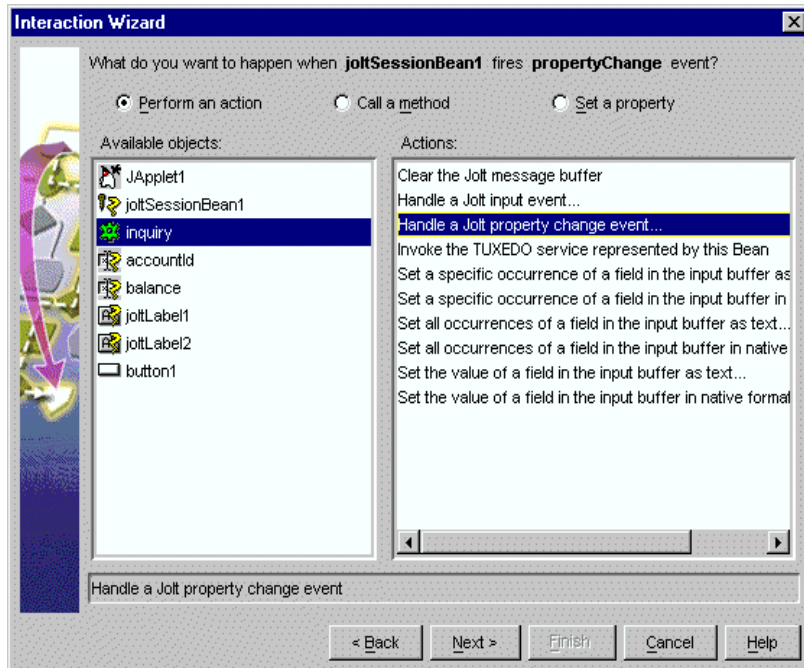 Interaction Wizard
What do you want to happen when joltSessionBean1 fires propertyChange event?
Perform an action Call a method Set a property
Available objects: Actions:
JApplet1
joltSessionBean1
inquiry
accountId
balance
joltLabel1
joltLabel2
button1
Clear the Jolt message buffer
Handle a Jolt input event...
Handle a Jolt property change event...
Invoke the TUXEDO service represented by this Bean
Set a specific occurrence of a field in the input buffer as
Set a specific occurrence of a field in the input buffer in
Set all occurrences of a field in the input buffer as text...
Set all occurrences of a field in the input buffer in native
Set the value of a field in the input buffer as text...
Set the value of a field in the input buffer in native format
Handle a Jolt property change event
< Back Next > Finish Cancel Help